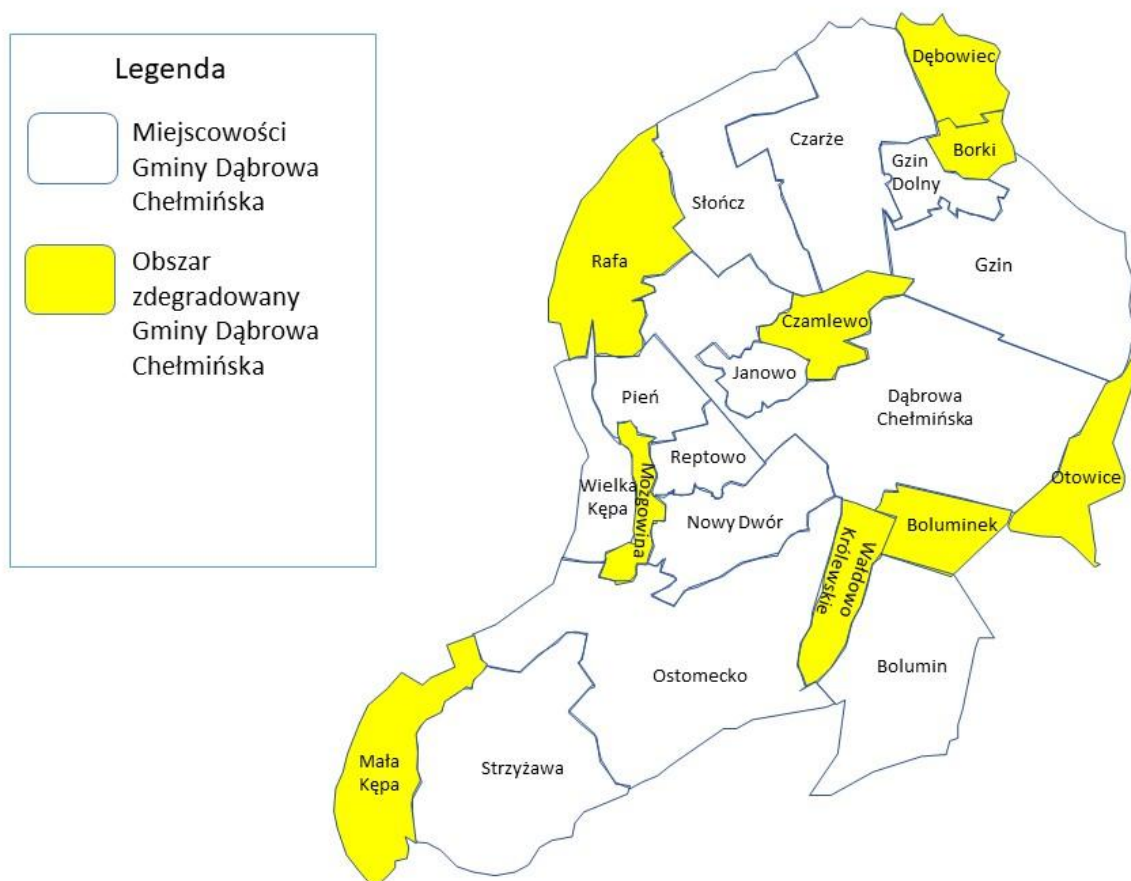 Legenda
Miejscowości
Gminy Dąbrowa
Chełmińska
Obszar
zdegradowany
Gminy Dąbrowa
Chełmińska
Dębowiec
Czarże
Borki
Gzin
Dolny
Słończ
Rafa
Gzin
Czamlewo
Janowo
Pień
Dąbrowa
Chełmińska
Reptowo
Otowice
Wielka
Kępa
Mozgowina
Nowy Dwór
Boluminek
Wałdowo
Królewskie
Ostomecko
Bolumin
Mała
Kępa
Strzyżawa